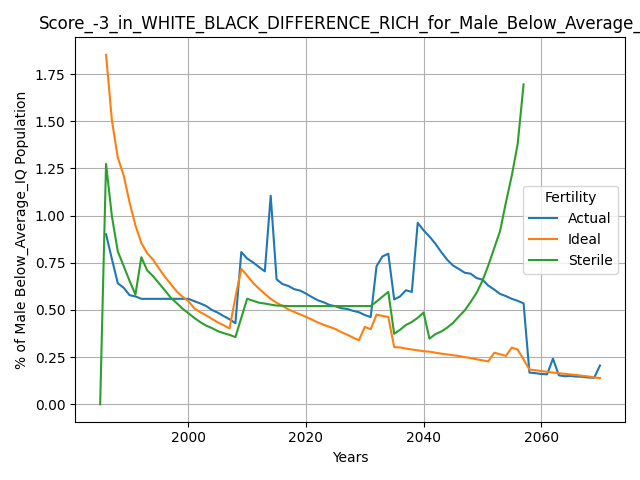 Score_-3_in_WHITE_BLACK_DIFFERENCE_RICH_for_Male_Below_Average_
% of Male Below_Average_IQ Population
1.75
1.50
1.25
1.00
0.75
0.50
0.25
0.00
Fertility
Actual
Ideal
Sterile
2000
2020
2040
2060
Years